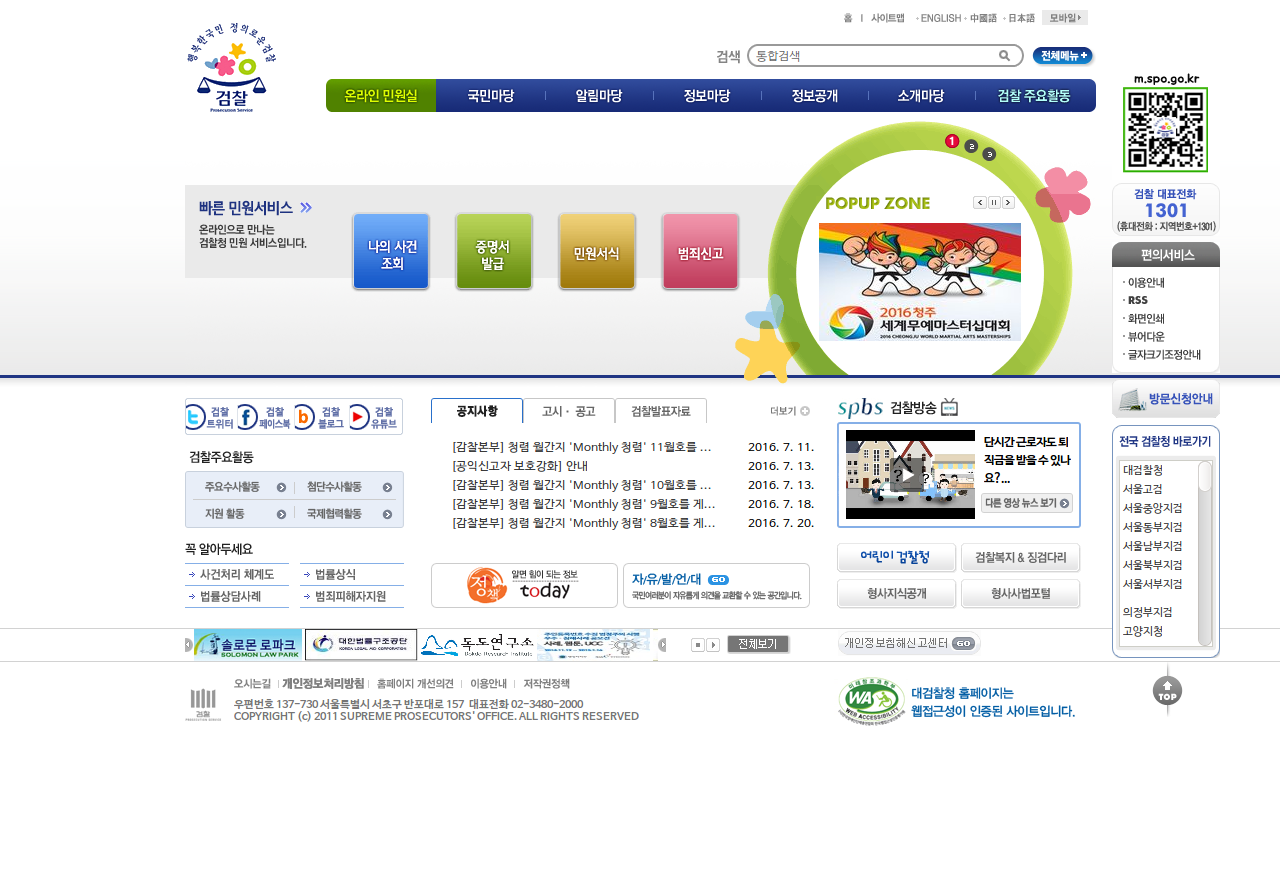 홈 사이트맵 ENGLISH 中國語 日本語 모바일
행복한국민 정의로운검찰
검찰
Prosecution Service
검색 통합검색 전체메뉴
온라인 민원실 국민마당 알림마당 정보마당 정보공개 소개마당 검찰 주요활동
m.spo.go.kr
빠른 민원서비스
온라인으로 만나는
검찰청 민원 서비스입니다.
나의 사건
조회
증명서
발급
민원서식
범죄신고
1 2 3
POPUP ZONE
2016 청주
세계무예마스터십대회
2016 CHEONGJU WORLD MARTIAL ARTS MASTERSHIPS
검찰 대표전화
1301
(휴대전화 : 지역번호+1301)
편의서비스
· 이용안내
· RSS
· 화면인쇄
· 뷰어다운
· 글자크기조정안내
방문신청안내
전국 검찰청 바로가기
대검찰청
서울고검
서울중앙지검
서울동부지검
서울남부지검
서울북부지검
서울서부지검
의정부지검
고양지청
TOP
검찰 트위터
검찰 페이스북
검찰 블로그
검찰 유튜브
검찰주요활동
주요수사활동 첨단수사활동
지원 활동 국제협력활동
꼭 알아두세요
사건처리 체계도 법률상식
법률상담사례 범죄피해자지원
공지사항 고시 · 공고 검찰발표자료 더보기
[감찰본부] 청렴 월간지 'Monthly 청렴' 11월호를 ... 2016. 7. 11.
[공익신고자 보호강화] 안내 2016. 7. 13.
[감찰본부] 청렴 월간지 'Monthly 청렴' 10월호를 ... 2016. 7. 13.
[감찰본부] 청렴 월간지 'Monthly 청렴' 9월호를 게... 2016. 7. 18.
[감찰본부] 청렴 월간지 'Monthly 청렴' 8월호를 게... 2016. 7. 20.
정책
알면 힘이 되는 정보
today
자/유/발/언/대 GO
국민여러분이 자유롭게 의견을 교환할 수 있는 공간입니다.
spbs 검찰방송
단시간 근로자도 퇴
직금을 받을 수 있나
요?...
다른 영상 뉴스 보기
어린이 검찰청 검찰복지 & 징검다리
형사지식공개 형사사법포털
솔로몬 로파크
SOLOMON LAW PARK
대한법률구조공단
KOREA LEGAL AID CORPORATION
독도연구소
Dokdo Research Institute
사례, 웹툰, UCC
전체보기
개인정보침해신고센터 GO
오시는길 개인정보처리방침 홈페이지 개선의견 이용안내 저작권정책
검찰
PROSECUTION SERVICE
우편번호 137-730 서울특별시 서초구 반포대로 157 대표전화 02-3480-2000
COPYRIGHT (c) 2011 SUPREME PROSECUTORS' OFFICE. ALL RIGHTS RESERVED
WA
WEB ACCESSIBILITY
대검찰청 홈페이지는
웹접근성이 인증된 사이트입니다.